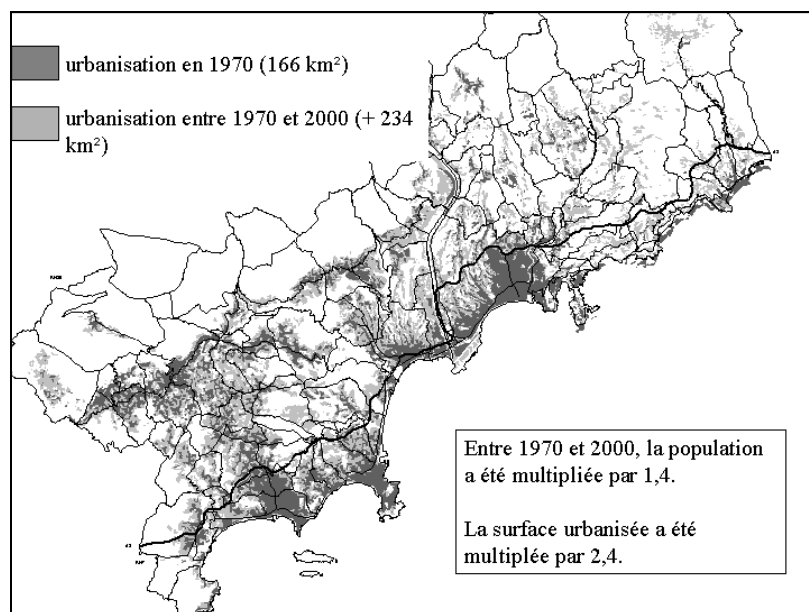 urbanisation en 1970 (166 km²)
urbanisation entre 1970 et 2000 (+ 234
km²)
Entre 1970 et 2000, la population
a été multipliée par 1,4.
La surface urbanisée a été
multiplée par 2,4.